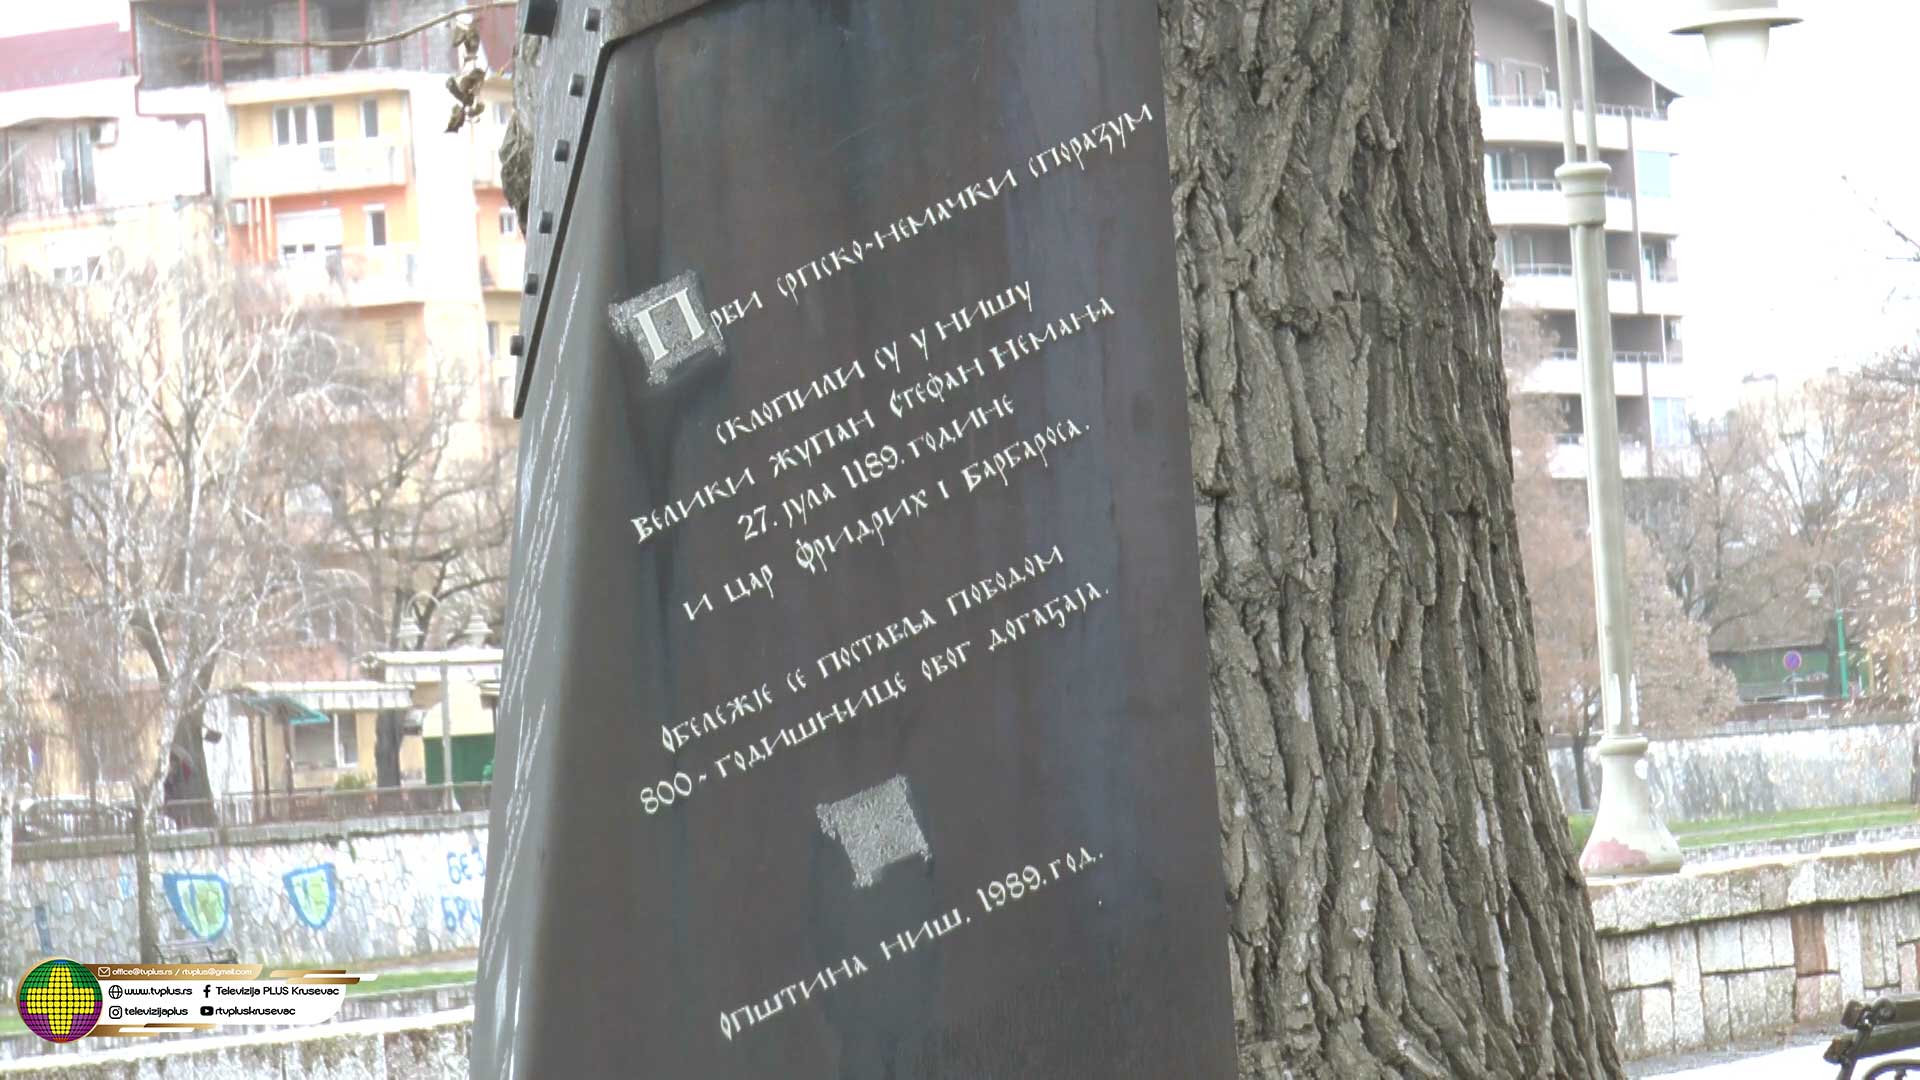 Први српско-немачки споразум
склопили су у Нишу
велики жупан Стефан Немања
27. јула 1189. године
и цар Фридрих I Барбароса.
Обележје се поставља поводом
800-годишњице овог догађаја.
општина Ниш, 1989. год.
БЕЗ
office@tvplus.rs / rtvplus@gmail.com
www.tvplus.rs Televizija PLUS Krusevac
televizijaplus rtvpluskrusevac